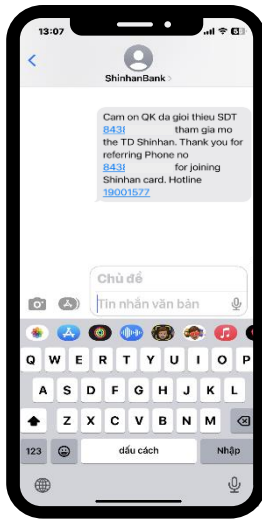 13:07
ShinhanBank
Cam on QK da gioi thieu SDT
843 tham gia mo
the TD Shinhan. Thank you for
referring Phone no
843 for joining
Shinhan card. Hotline
19001577
Chủ đề
Tin nhắn văn bản
Q W E R T Y U I O P
A S D F G H J K L
Z X C V B N M
123 dấu cách Nhập